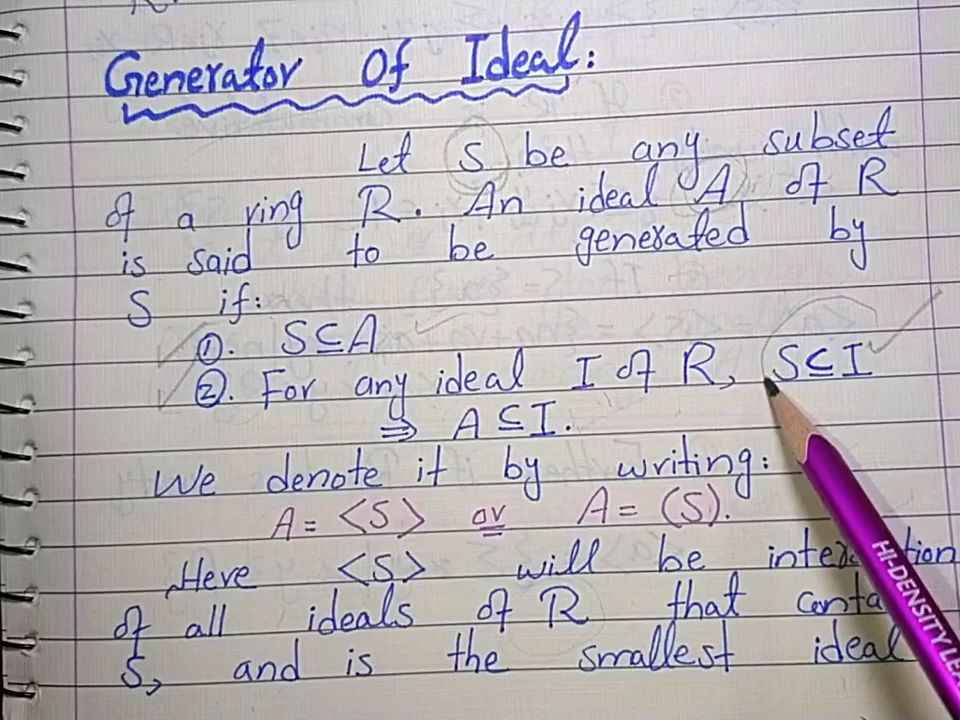 Generator Of Ideal:
Let S be any subset
of a ring R. An ideal A of R
is said to be generated by
S if:
①. S⊆A
②. For any ideal I of R, S⊆I
⇒ A⊆I.
We denote it by writing:
A = <S> or A = (S).
Here <S> will be
of all ideals of R that
S, and is the smallest ideal
HI-DENSITY